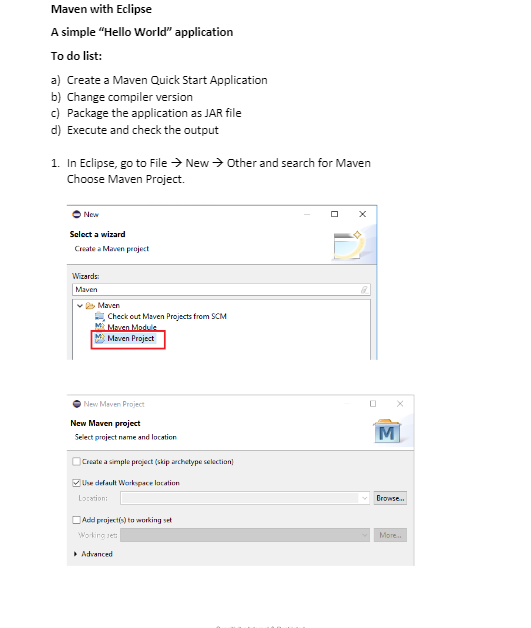 Maven with Eclipse
A simple “Hello World” application
To do list:
a) Create a Maven Quick Start Application
b) Change compiler version
c) Package the application as JAR file
d) Execute and check the output
1. In Eclipse, go to File → New → Other and search for Maven
Choose Maven Project.
New
Select a wizard
Create a Maven project
Wizards:
Maven
Maven
Check out Maven Projects from SCM
Maven Module
Maven Project
New Maven Project
New Maven project
Select project name and location
M
Create a simple project (skip archetype selection)
Use default Workspace location
Location:
Browse...
Add project(s) to working set
Working set:
More...
Advanced